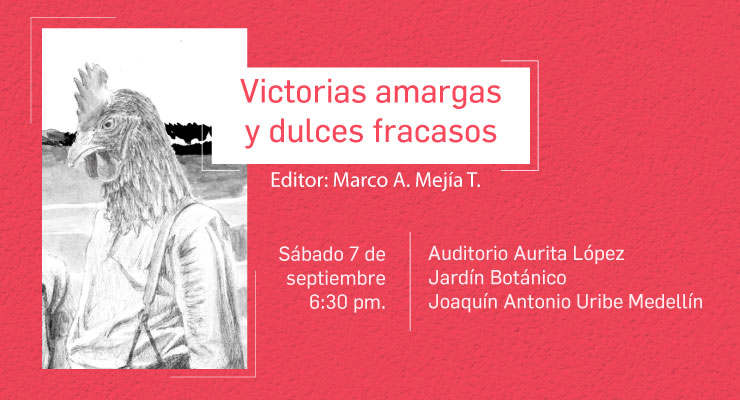 Victorias amargas
y dulces fracasos
Editor: Marco A. Mejía T.
Sábado 7 de
septiembre
6:30 pm.
Auditorio Aurita López
Jardín Botánico
Joaquín Antonio Uribe Medellín